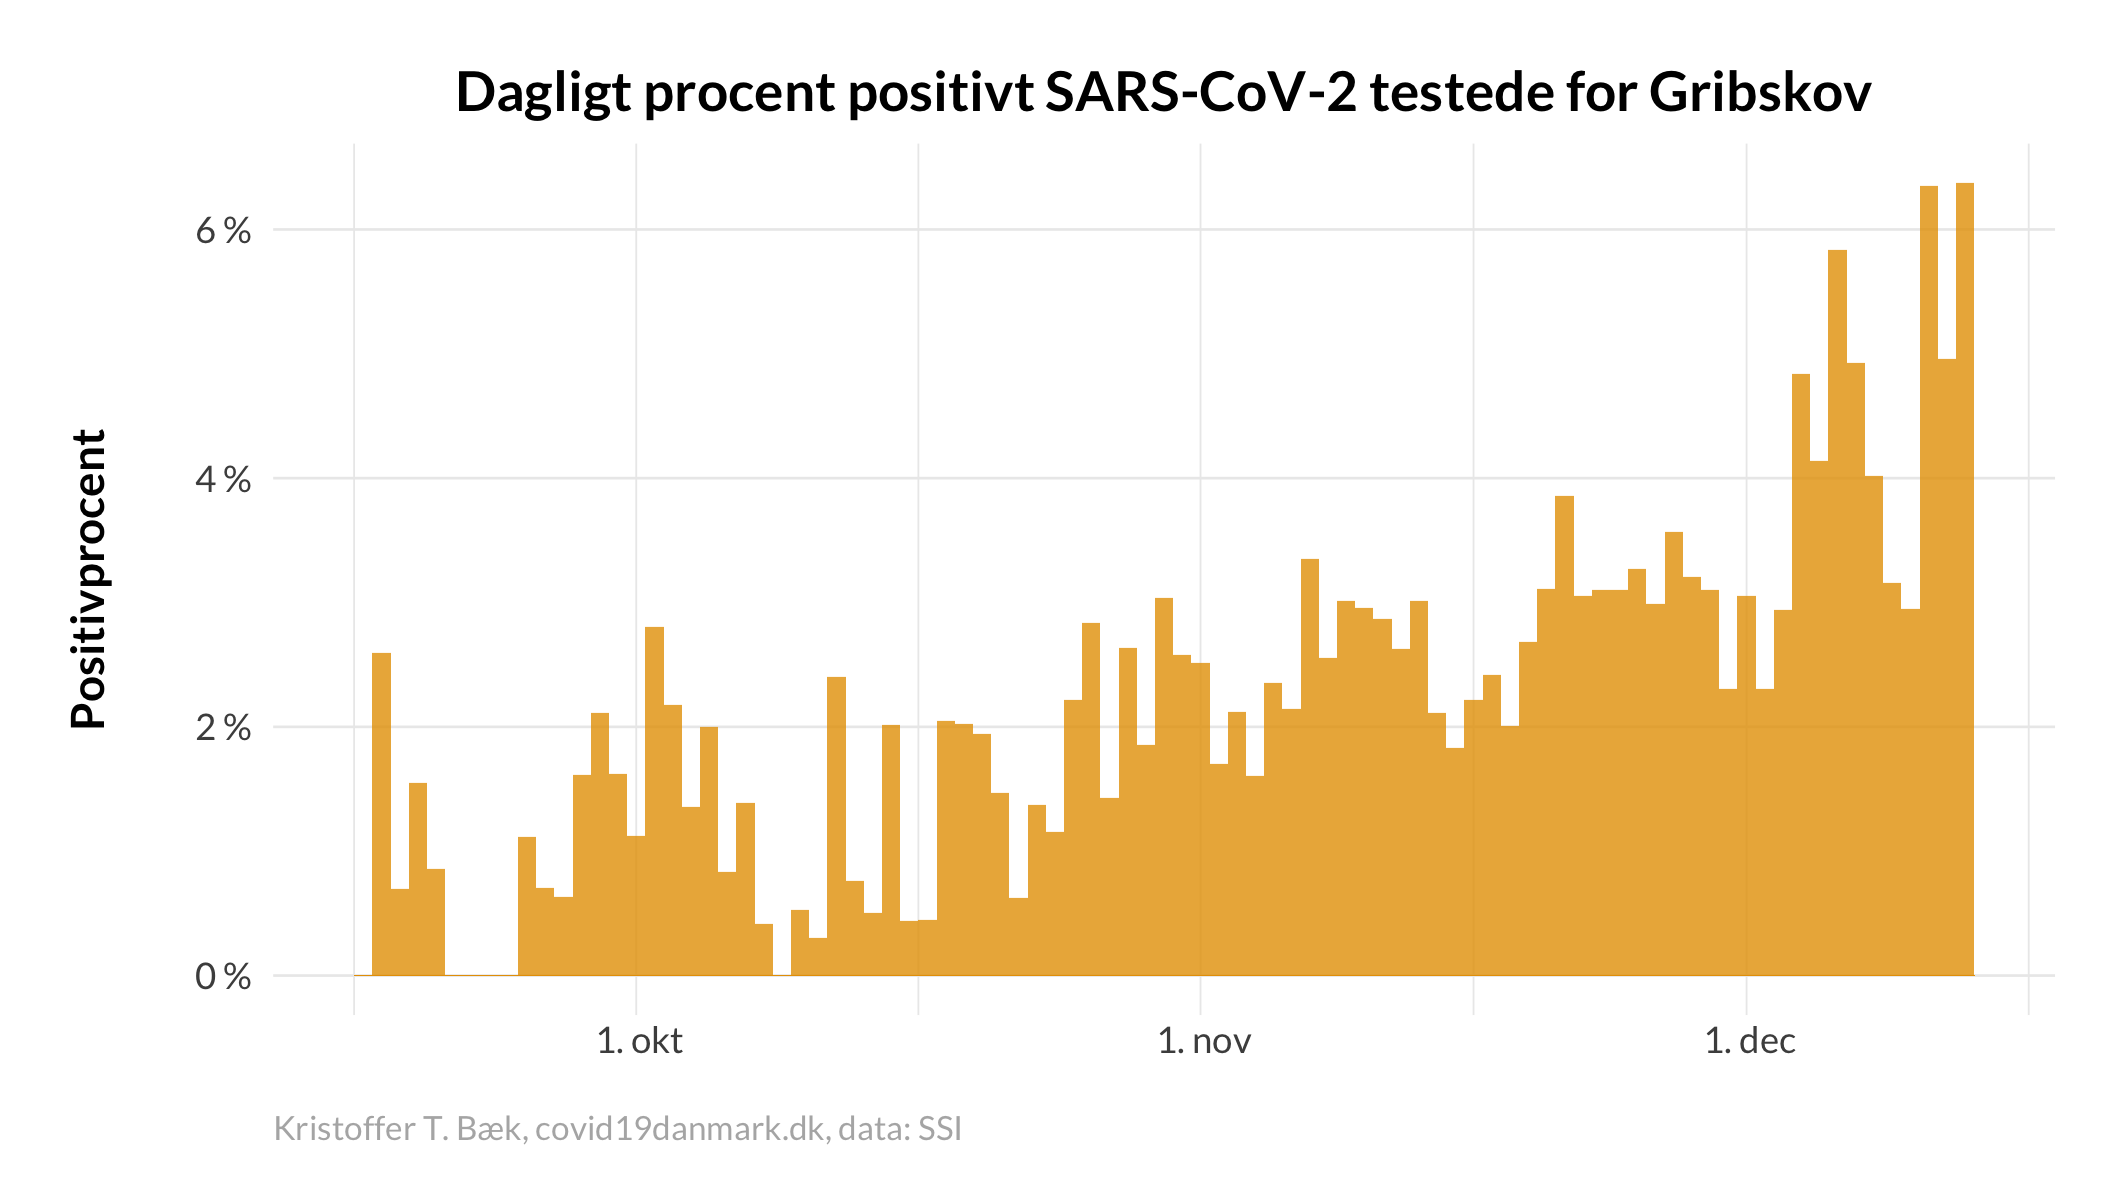 Dagligt procent positivt SARS-CoV-2 testede for Gribskov
Positivprocent
6 %
4 %
2 %
0 %
1. okt
1. nov
1. dec
Kristoffer T. Bæk, covid19danmark.dk, data: SSI